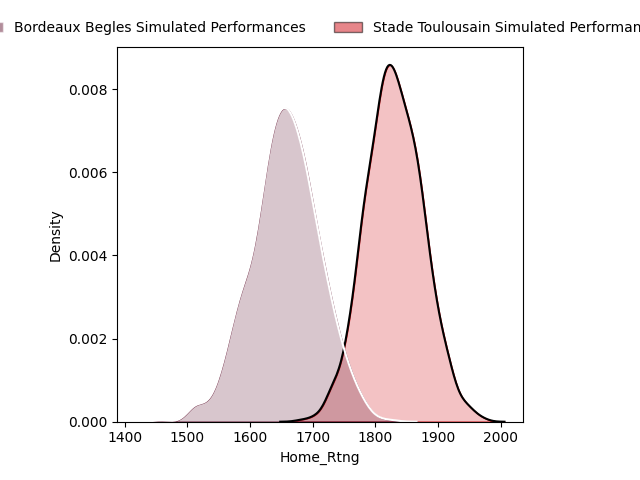 Bordeaux Begles Simulated Performances
Stade Toulousain Simulated Performan
0.008
0.006
0.004
0.002
0.000
Density
1400 1500 1600 1700 1800 1900 2000
Home_Rtng